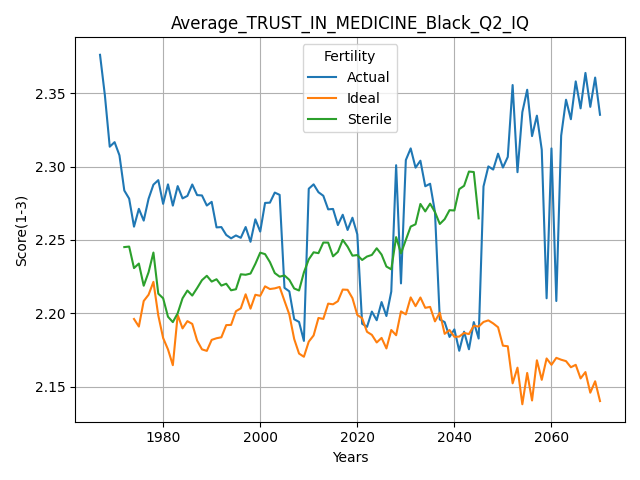 Average_TRUST_IN_MEDICINE_Black_Q2_IQ
Fertility
Actual
Ideal
Sterile
Score(1-3)
2.35
2.30
2.25
2.20
2.15
1980
2000
2020
2040
2060
Years